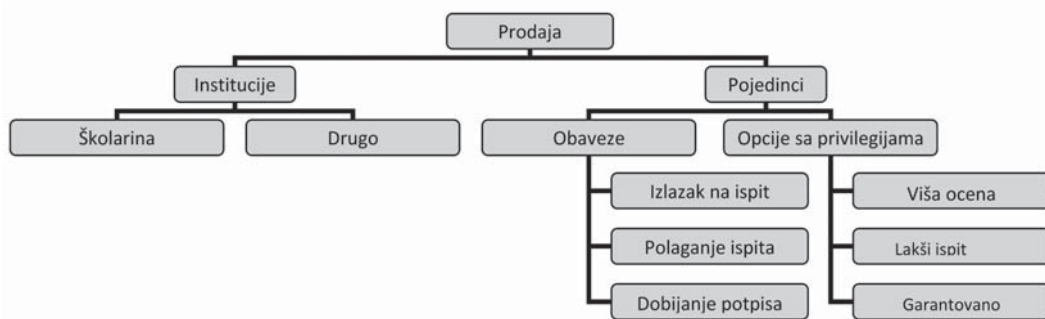 Prodaja
Institucije
Pojedinci
Školarina
Drugo
Obaveze
Opcije sa privilegijama
Izlazak na ispit
Viša ocena
Polaganje ispita
Lakši ispit
Dobijanje potpisa
Garantovano